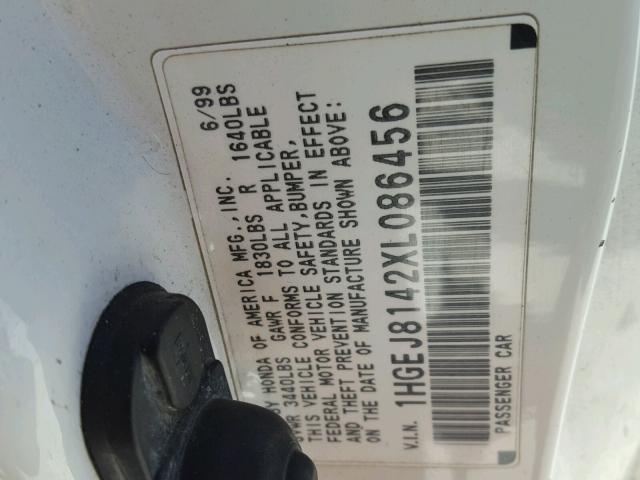 BY HONDA OF AMERICA MFG.,INC. 6/99
GVWR 3440LBS GAWR F 1830LBS R 1640LBS
THIS VEHICLE CONFORMS TO ALL APPLICABLE
FEDERAL MOTOR VEHICLE SAFETY,BUMPER,
AND THEFT PREVENTION STANDARDS IN EFFECT
ON THE DATE OF MANUFACTURE SHOWN ABOVE:
V.I.N. 1HGEJ8142XL086456
PASSENGER CAR